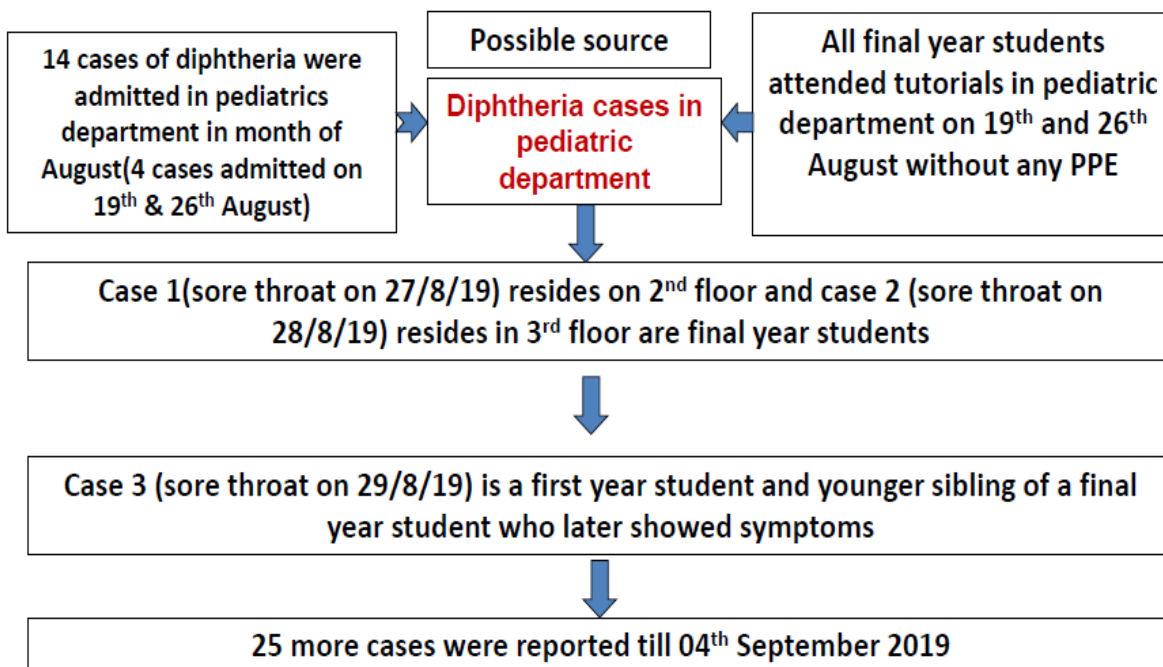 14 cases of diphtheria were
admitted in pediatrics
department in month of
August(4 cases admitted on
19th & 26th August)
Possible source
Diphtheria cases in
pediatric
department
All final year students
attended tutorials in pediatric
department on 19th and 26th
August without any PPE
Case 1(sore throat on 27/8/19) resides on 2nd floor and case 2 (sore throat on
28/8/19) resides in 3rd floor are final year students
Case 3 (sore throat on 29/8/19) is a first year student and younger sibling of a final
year student who later showed symptoms
25 more cases were reported till 04th September 2019